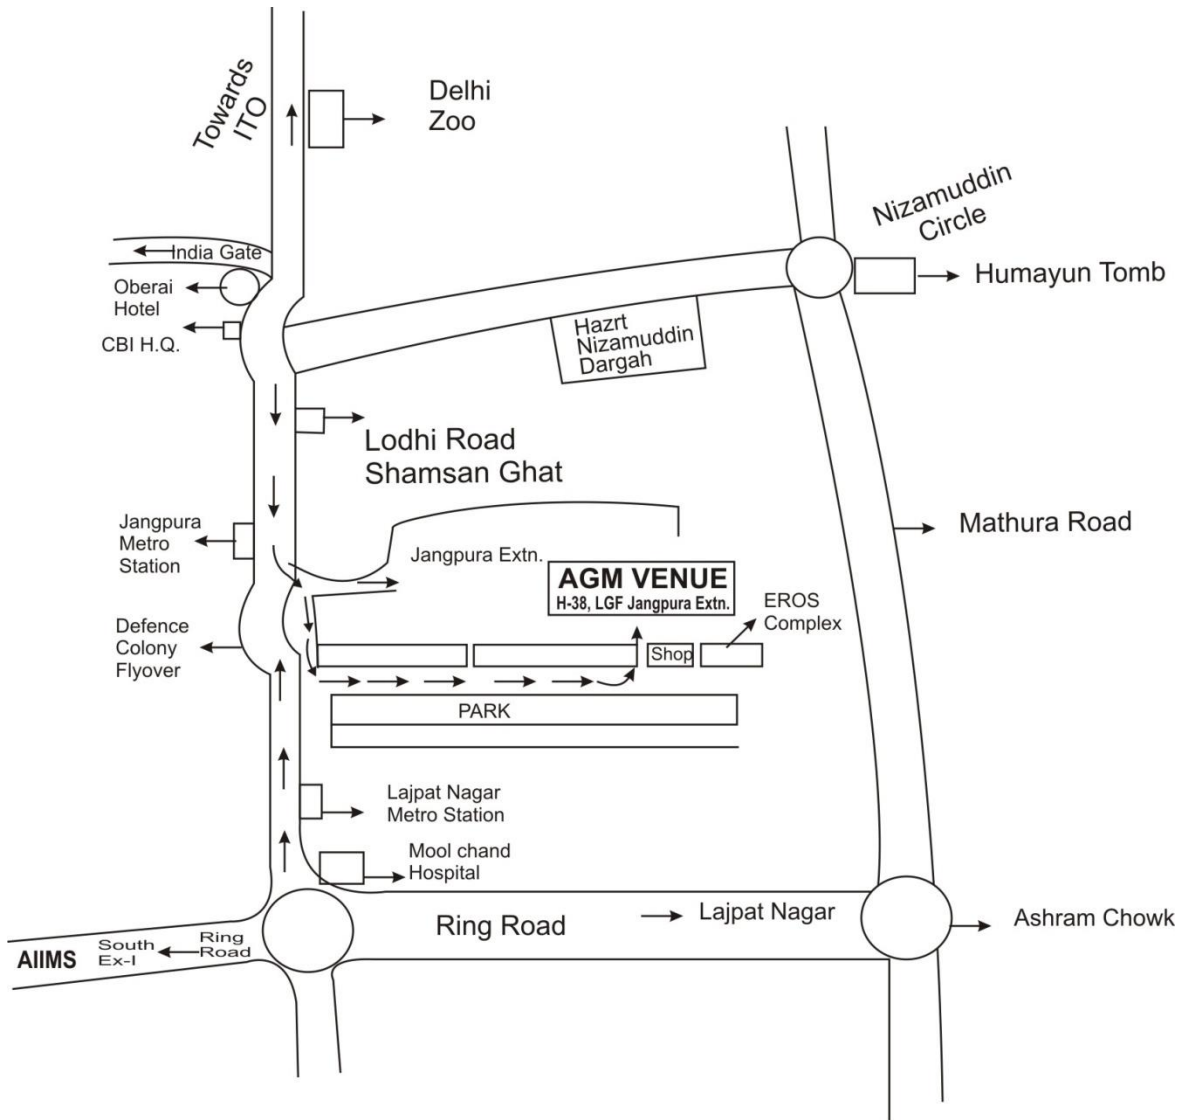 Towards
ITO
Delhi
Zoo
Nizamuddin
Circle
India Gate
Humayun Tomb
Oberai
Hotel
CBI H.Q.
Hazrt
Nizamuddin
Dargah
Lodhi Road
Shamsan Ghat
Jangpura
Metro
Station
Mathura Road
Jangpura Extn.
AGM VENUE
H-38, LGF Jangpura Extn.
EROS
Complex
Defence
Colony
Flyover
Shop
PARK
Lajpat Nagar
Metro Station
Mool chand
Hospital
Ring Road
Lajpat Nagar
Ashram Chowk
AIIMS
South
Ex-I
Ring
Road